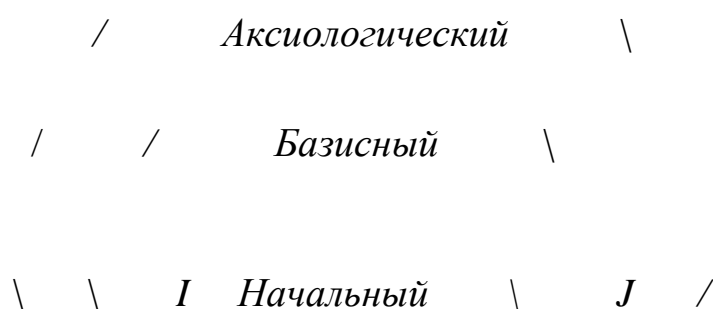 / Аксиологический \
/ / Базисный \
\ \ I Начальный \ J /